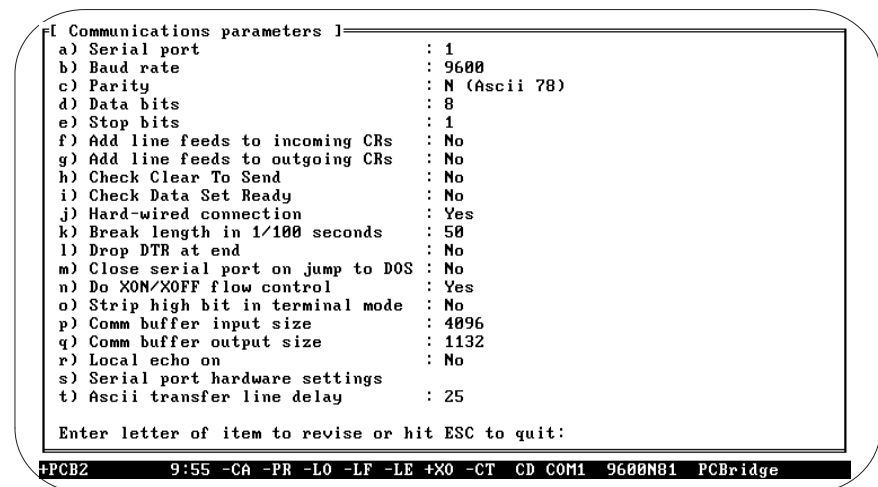 [ Communications parameters ]
a) Serial port : 1
b) Baud rate : 9600
c) Parity : N (Ascii 78)
d) Data bits : 8
e) Stop bits : 1
f) Add line feeds to incoming CRs : No
g) Add line feeds to outgoing CRs : No
h) Check Clear To Send : No
i) Check Data Set Ready : No
j) Hard-wired connection : Yes
k) Break length in 1/100 seconds : 50
l) Drop DTR at end : No
m) Close serial port on jump to DOS : No
n) Do XON/XOFF flow control : Yes
o) Strip high bit in terminal mode : No
p) Comm buffer input size : 4096
q) Comm buffer output size : 1132
r) Local echo on : No
s) Serial port hardware settings
t) Ascii transfer line delay : 25
Enter letter of item to revise or hit ESC to quit:
+PCB2 9:55 -CA -PR -LO -LF -LE +XO -CT CD COM1 9600N81 PCBridge